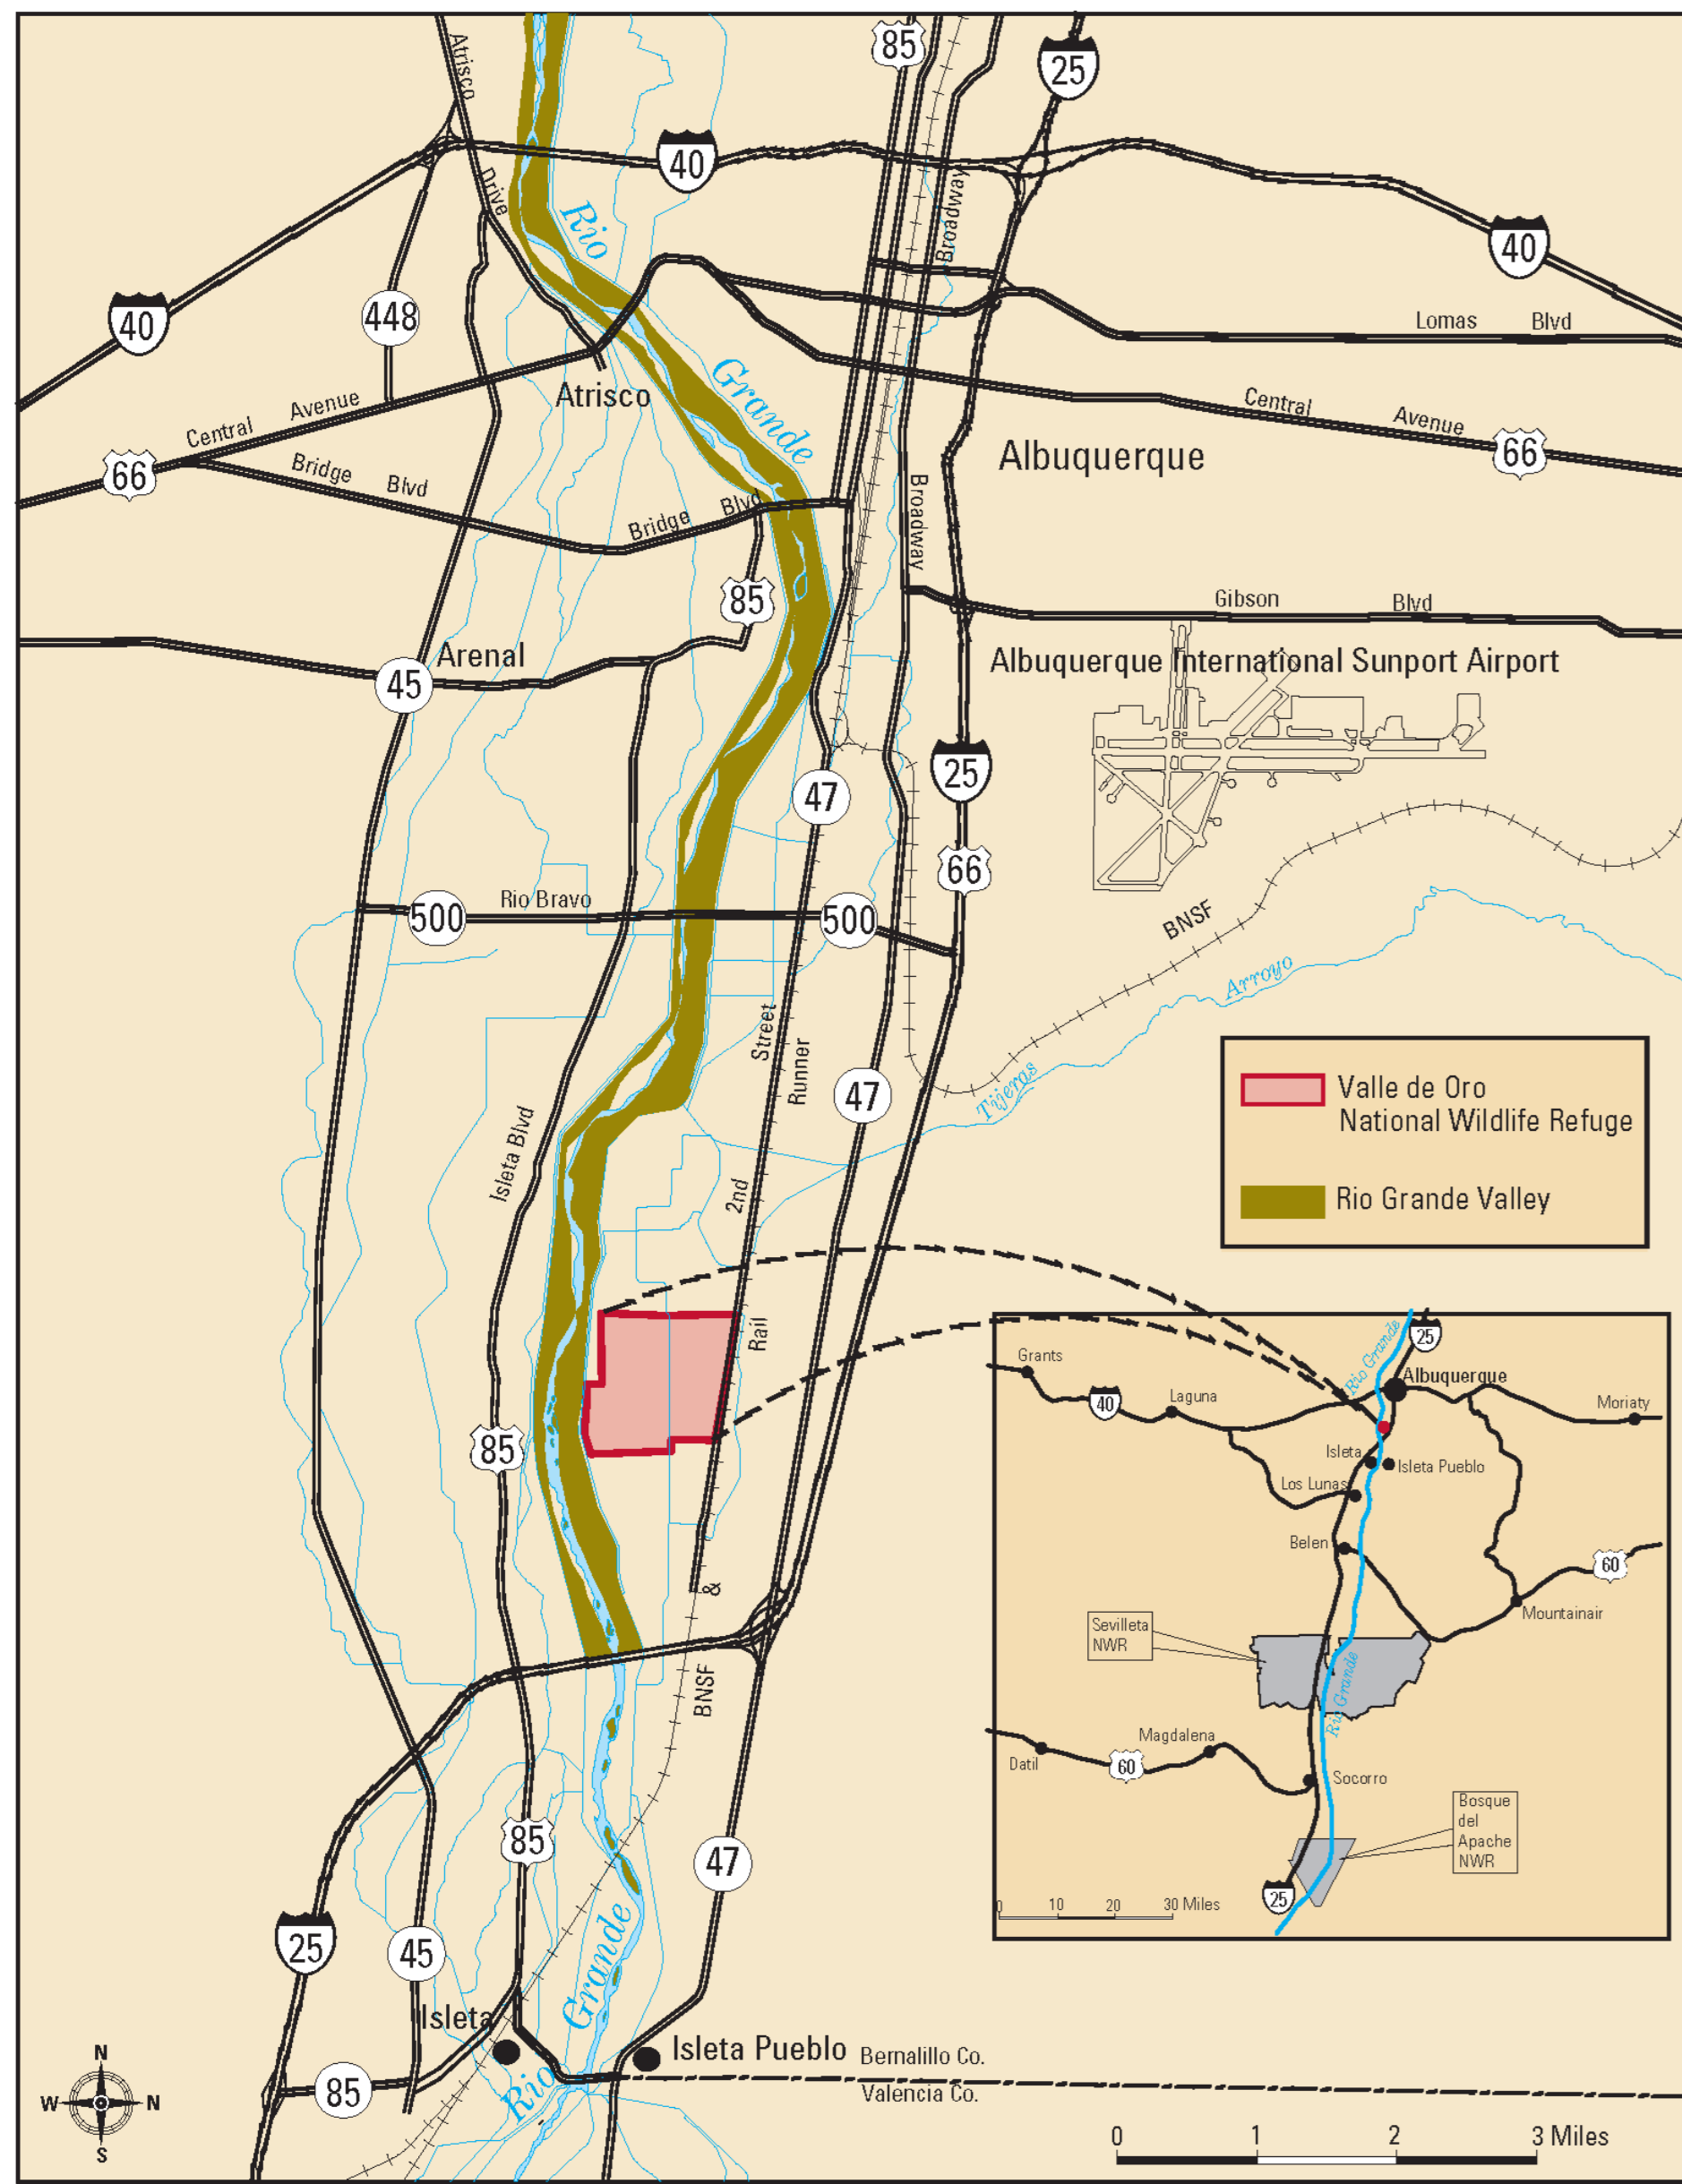 85
25
Atrisco
Drive
40
Rio
Broadway
40
40
448
Lomas Blvd
Atrisco
Grande
Central Avenue
Central Avenue
Albuquerque
66
66
Bridge Blvd
Bridge Blvd
Broadway
85
Gibson Blvd
Arenal
Albuquerque International Sunport Airport
45
25
47
66
500
Rio Bravo
500
BNSF
Arroyo
Street
Runner
Tijeras
47
Isleta Blvd
2nd
Valle de Oro
National Wildlife Refuge
Rio Grande Valley
Rail
85
&
BNSF
Rio Grande
25
Grants
Albuquerque
40
Laguna
Moriaty
Isleta
Isleta Pueblo
Los Lunas
Belen
60
Mountainair
Sevilleta
NWR
Rio Grande
Magdalena
Datil
60
Socorro
Bosque
del
Apache
NWR
25
0 10 20 30 Miles
85
47
25
45
Grande
Isleta
Rio
Isleta Pueblo
Bernalillo Co.
Valencia Co.
85
N
W N
S
0 1 2 3 Miles